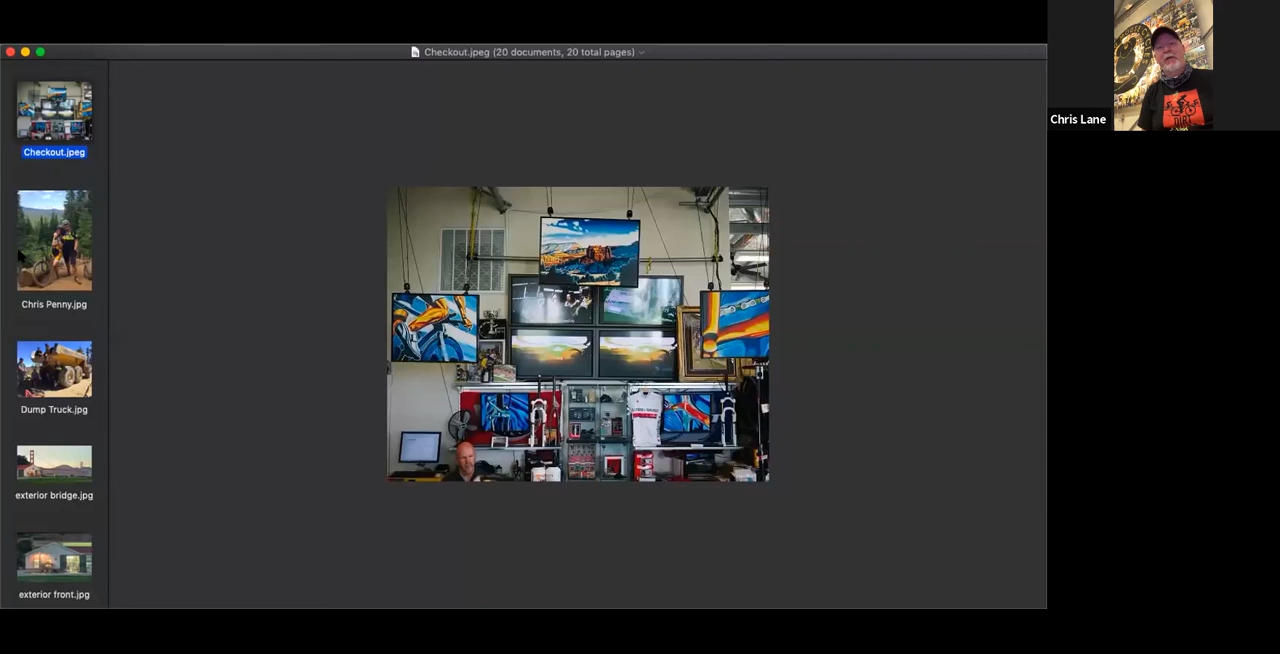 Checkout.jpeg (20 documents, 20 total pages)
Checkout.jpeg
Chris Penny.jpg
Dump Truck.jpg
exterior bridge.jpg
exterior front.jpg
Chris Lane
DIRT